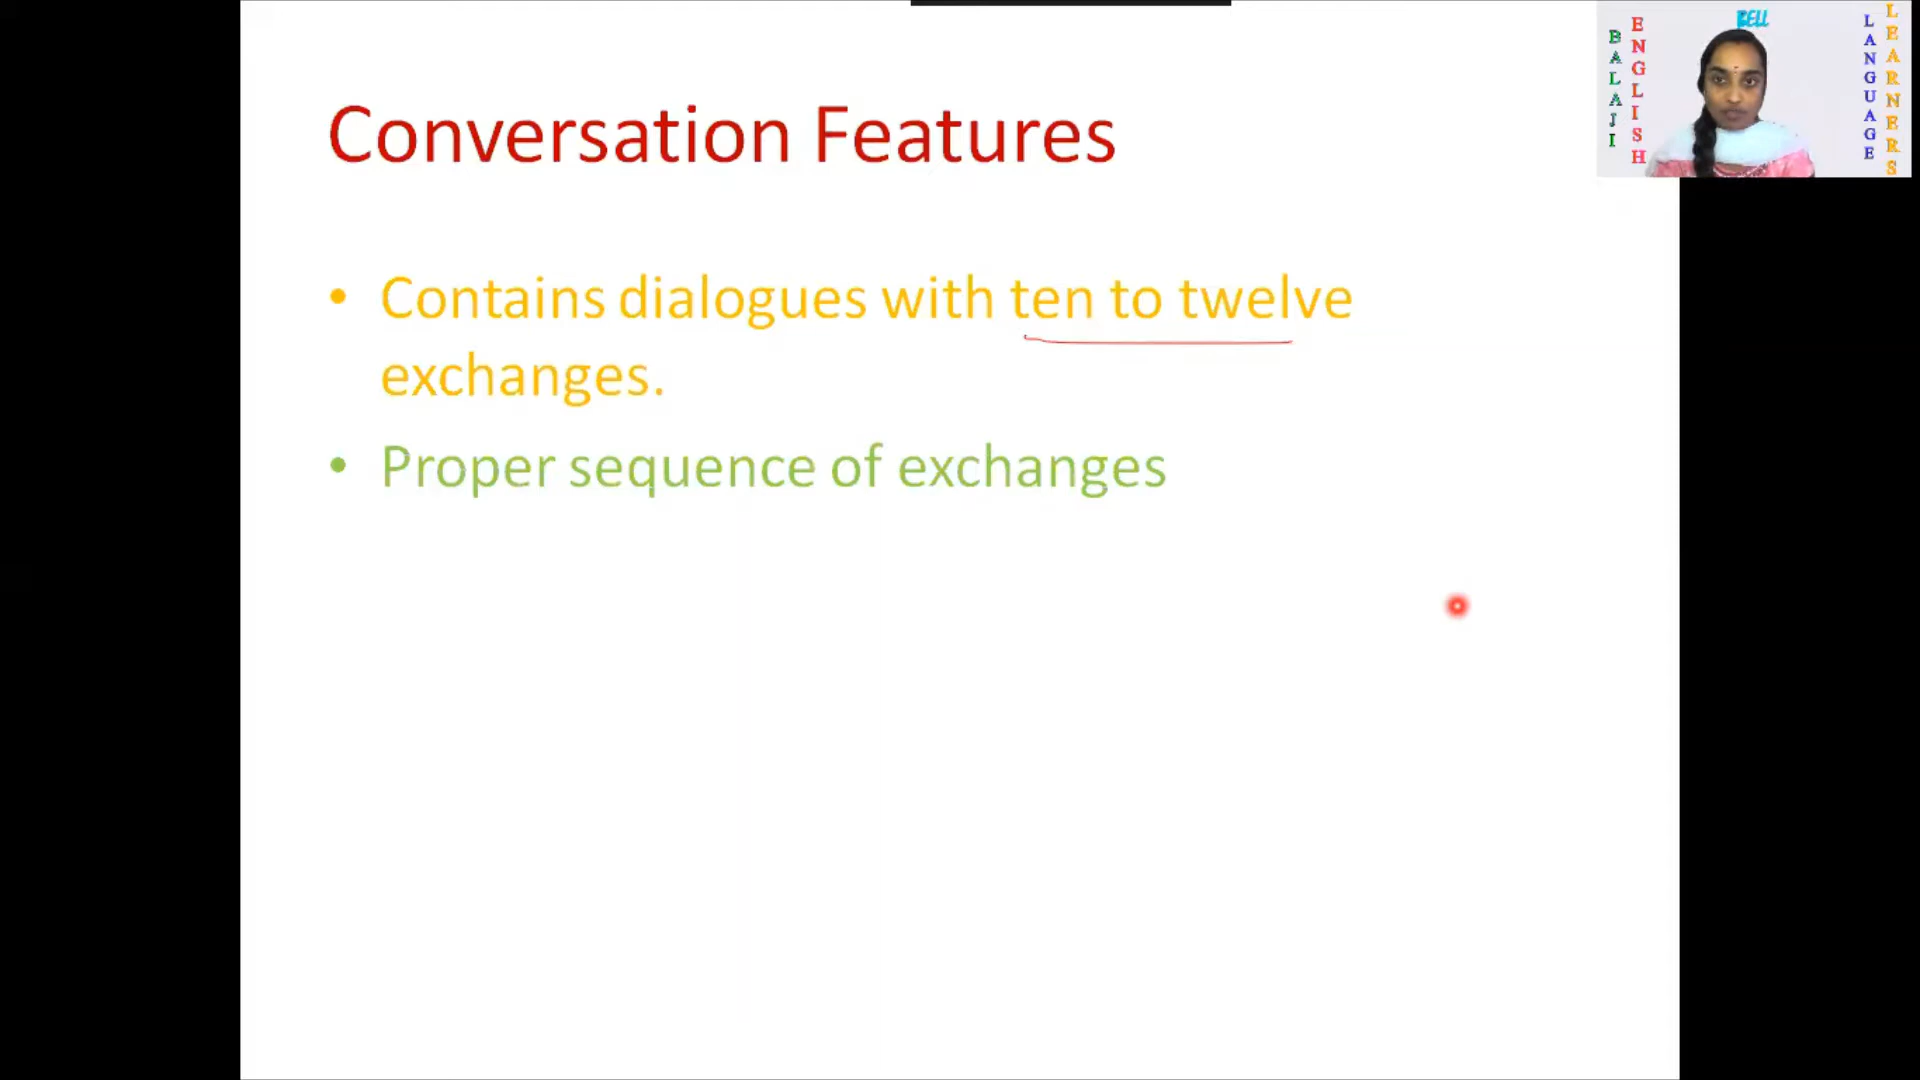 Conversation Features
• Contains dialogues with ten to twelve
exchanges.
• Proper sequence of exchanges
BALAJI
ENGLISH
BELL
LANGUAGE
LEARNERS